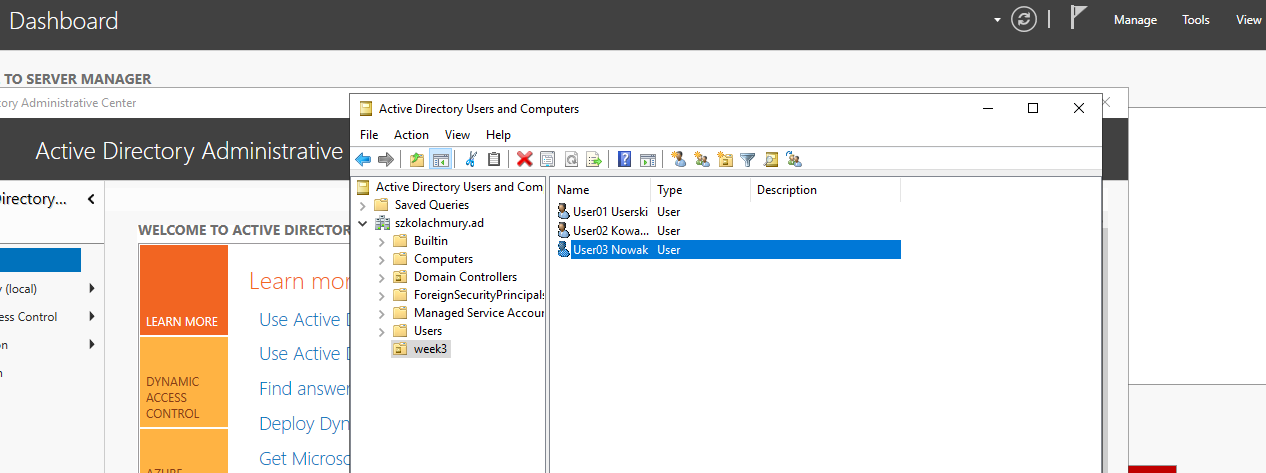 Dashboard
Manage Tools View
TO SERVER MANAGER
ory Administrative Center
Active Directory Administrative
Directory...
y (local)
ess Control
on
n
WELCOME TO ACTIVE DIRECTOR
LEARN MORE
DYNAMIC
ACCESS
CONTROL
AZURE
Learn mor
Use Active D
Use Active D
Find answer
Deploy Dyn
Get Microso
Active Directory Users and Computers
File Action View Help
Active Directory Users and Com
Saved Queries
szkolachmury.ad
Builtin
Computers
Domain Controllers
ForeignSecurityPrincipals
Managed Service Accour
Users
week3
Name Type Description
User01 Userski User
User02 Kowa... User
User03 Nowak User